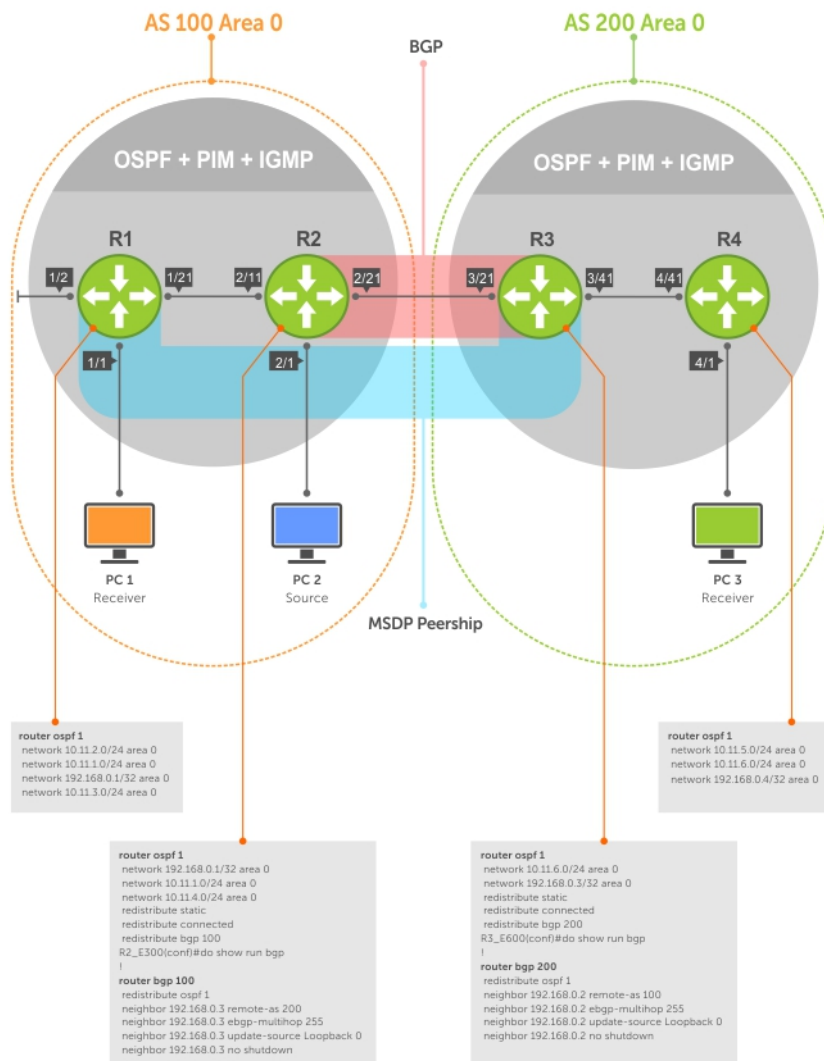 AS 100 Area 0
AS 200 Area 0
BGP
OSPF + PIM + IGMP
OSPF + PIM + IGMP
R1
R2
R3
R4
1/2
1/21
2/11
2/21
3/21
3/41
4/41
1/1
2/1
4/1
PC 1
Receiver
PC 2
Source
PC 3
Receiver
MSDP Peership
router ospf 1
network 10.11.2.0/24 area 0
network 10.11.1.0/24 area 0
network 192.168.0.1/32 area 0
network 10.11.3.0/24 area 0
router ospf 1
network 10.11.5.0/24 area 0
network 10.11.6.0/24 area 0
network 192.168.0.4/32 area 0
router ospf 1
network 192.168.0.1/32 area 0
network 10.11.1.0/24 area 0
network 10.11.4.0/24 area 0
redistribute static
redistribute connected
redistribute bgp 100
R2_E300(conf)#do show run bgp
!
router bgp 100
redistribute ospf 1
neighbor 192.168.0.3 remote-as 200
neighbor 192.168.0.3 ebgp-multihop 255
neighbor 192.168.0.3 update-source Loopback 0
neighbor 192.168.0.3 no shutdown
router ospf 1
network 10.11.6.0/24 area 0
network 192.168.0.3/32 area 0
redistribute static
redistribute connected
redistribute bgp 200
R3_E600(conf)#do show run bgp
!
router bgp 200
redistribute ospf 1
neighbor 192.168.0.2 remote-as 100
neighbor 192.168.0.2 ebgp-multihop 255
neighbor 192.168.0.2 update-source Loopback 0
neighbor 192.168.0.2 no shutdown